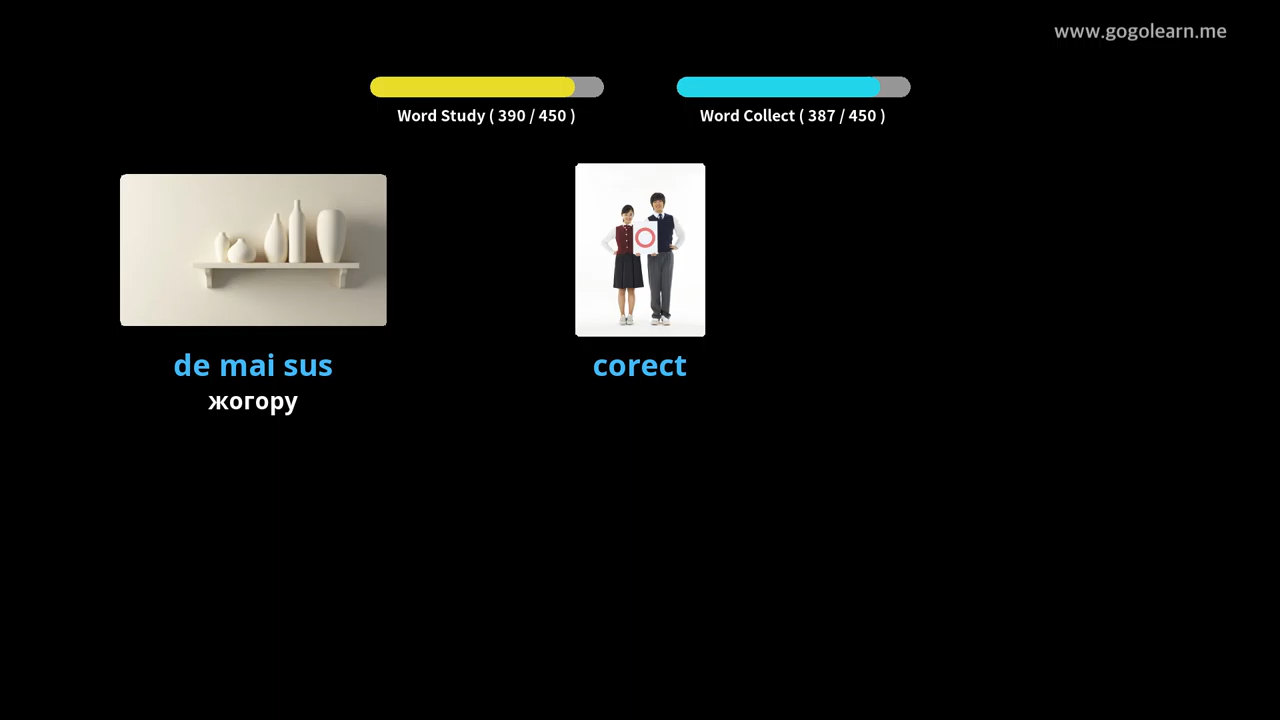 www.gogolearn.me
Word Study ( 390 / 450 )
Word Collect ( 387 / 450 )
de mai sus
жогору
corect